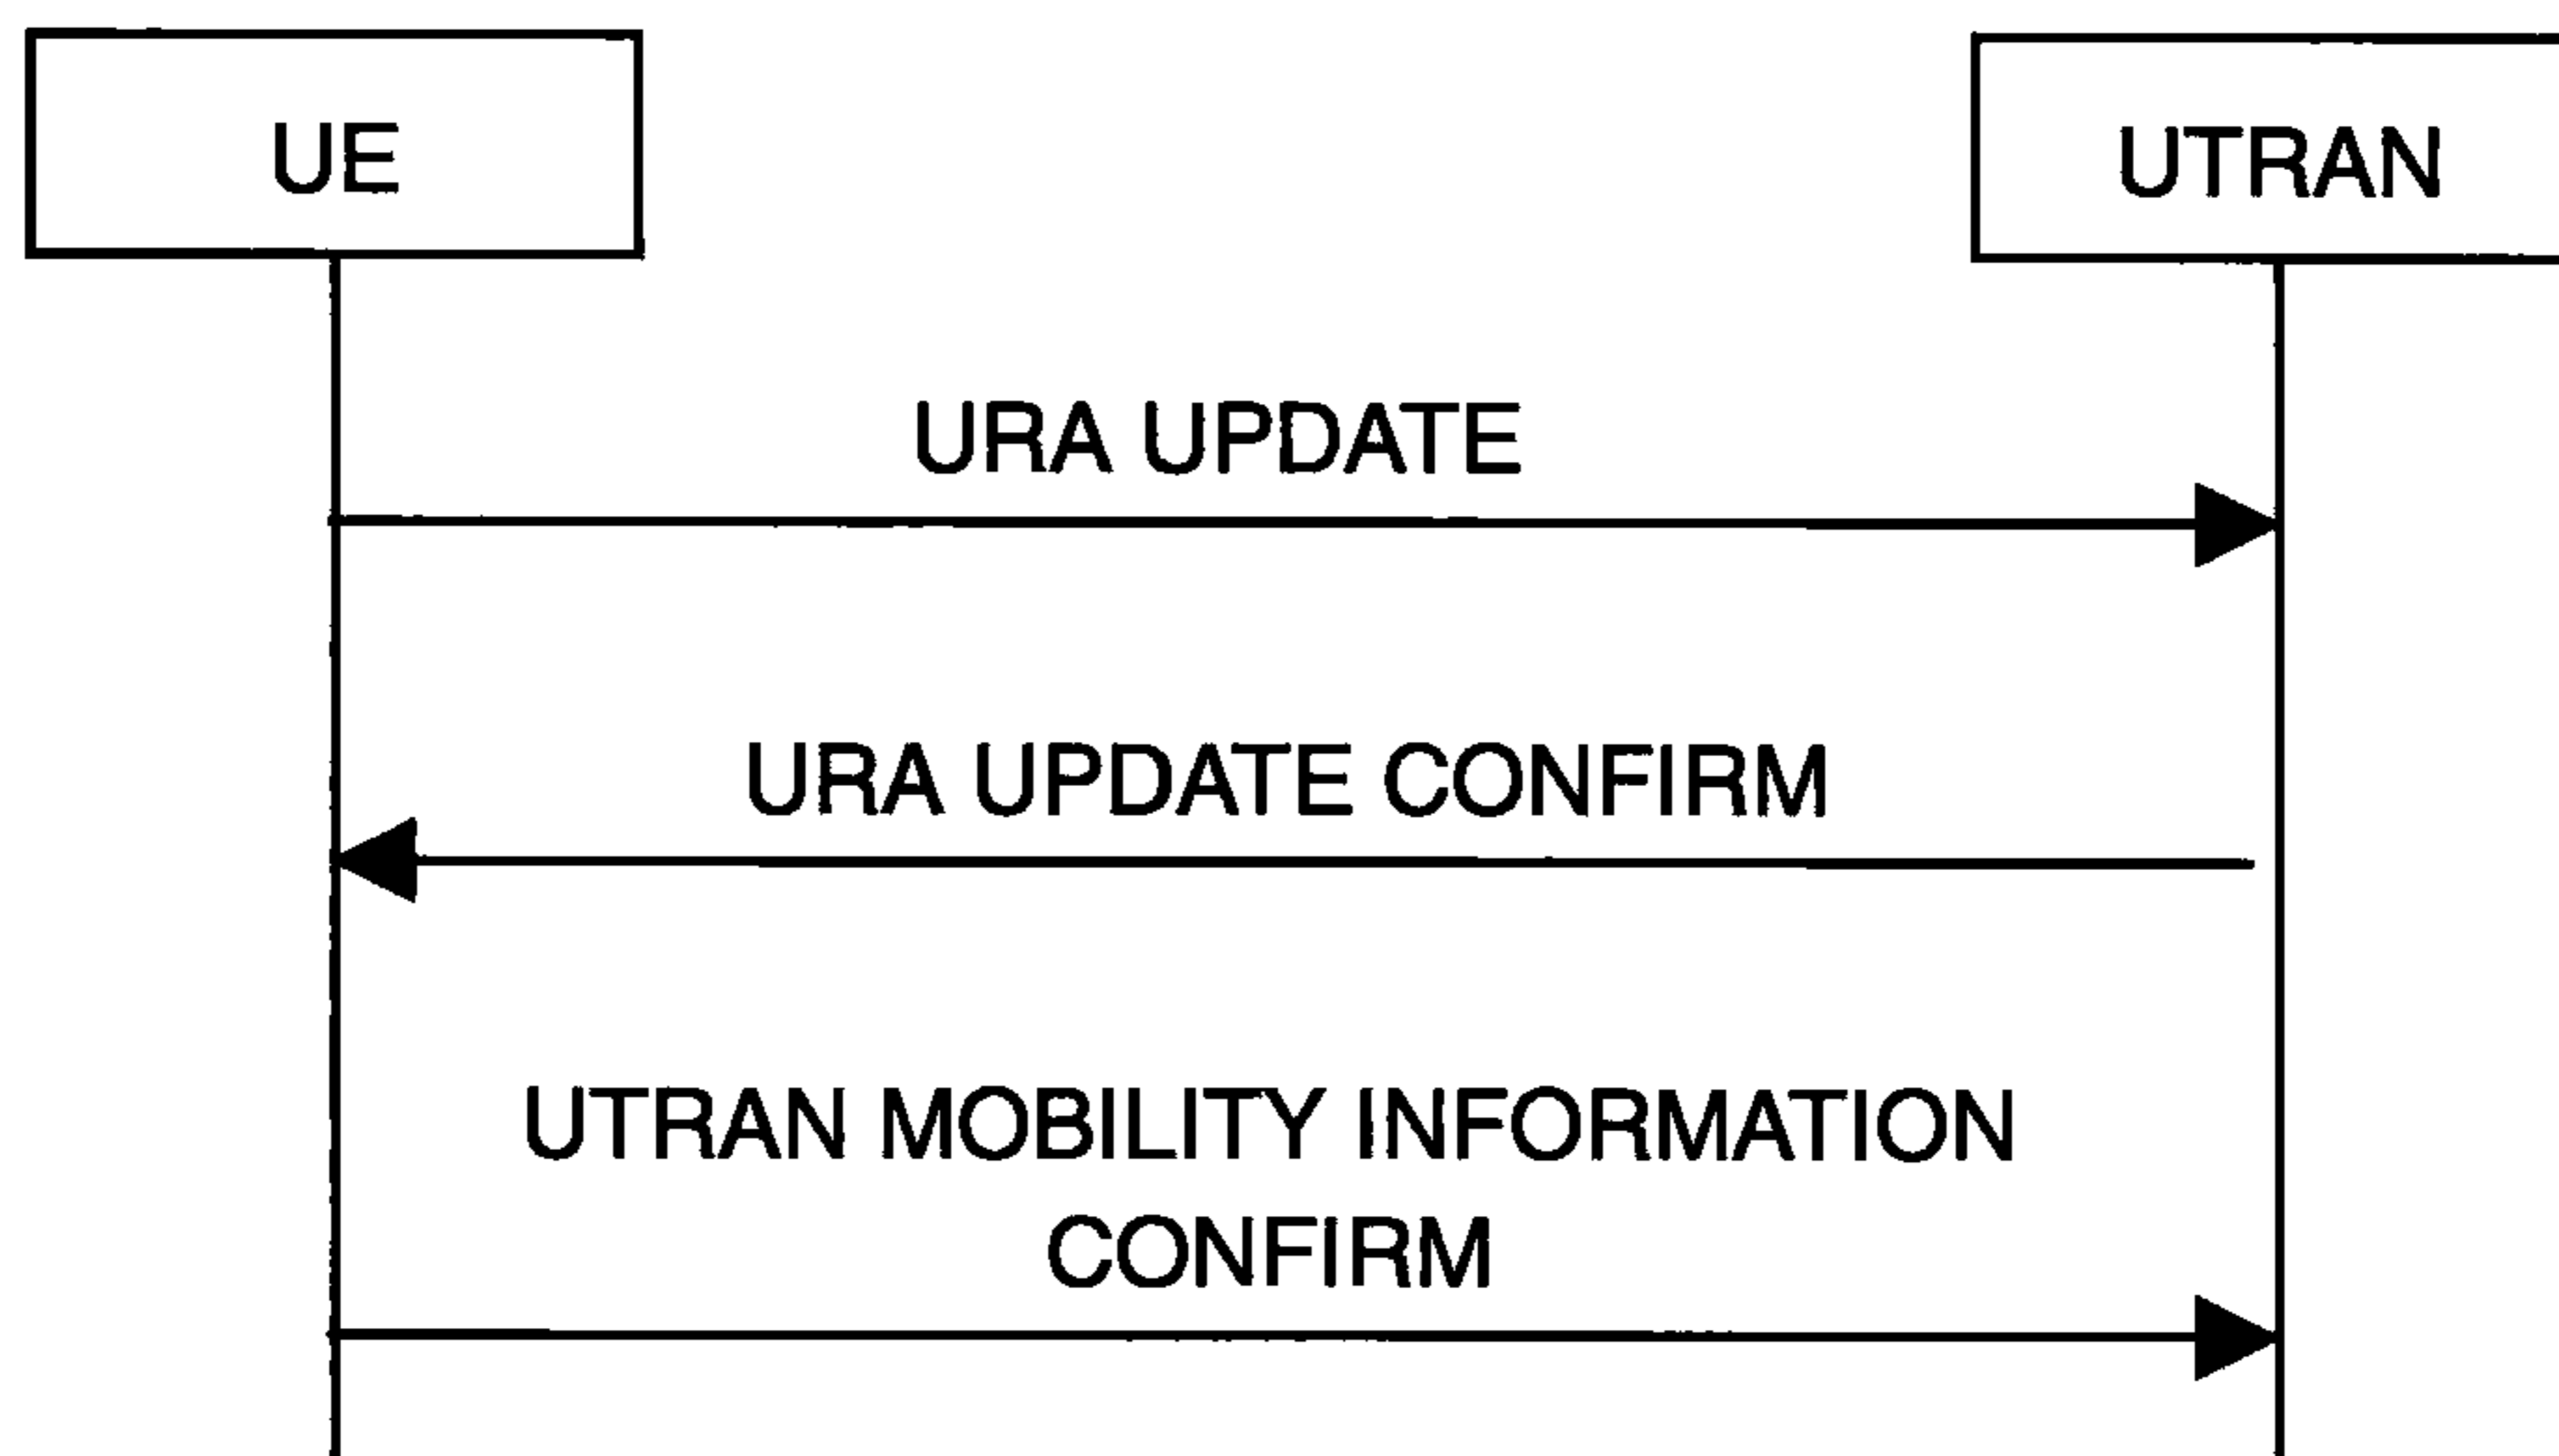 UE
UTRAN
URA UPDATE
URA UPDATE CONFIRM
UTRAN MOBILITY INFORMATION
CONFIRM